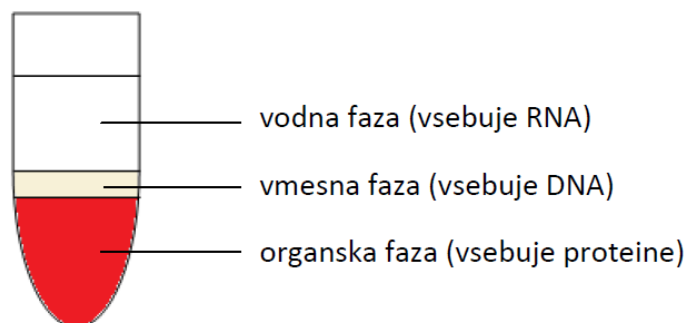 vodna faza (vsebuje RNA)
vmesna faza (vsebuje DNA)
organska faza (vsebuje proteine)